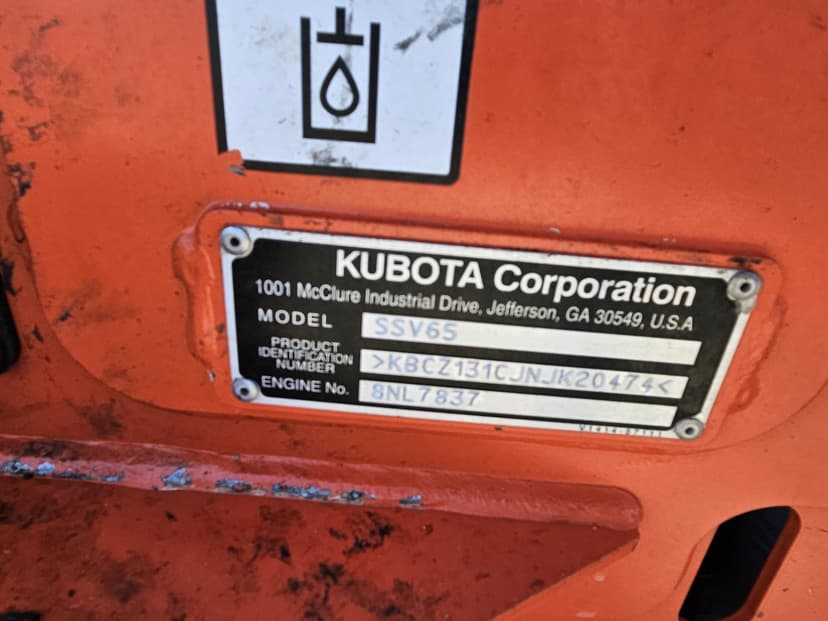 KUBOTA Corporation
1001 McClure Industrial Drive, Jefferson, GA 30549, U.S.A
MODEL SSV65
PRODUCT IDENTIFICATION NUMBER >KBCZ131CJNJK20474<
ENGINE No. 8NL7837